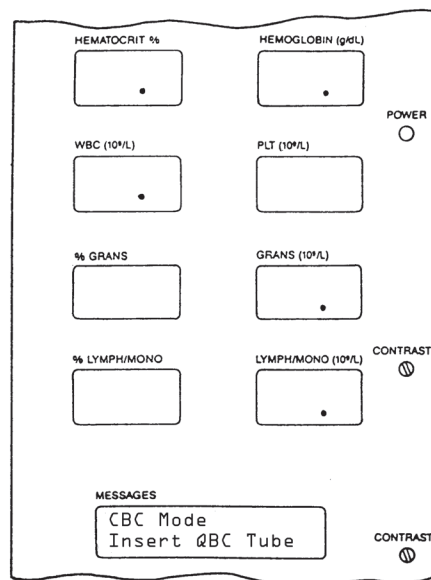 HEMATOCRIT %
HEMOGLOBIN (g/dL)
POWER
WBC (10⁹/L)
PLT (10⁹/L)
% GRANS
GRANS (10⁹/L)
% LYMPH/MONO
LYMPH/MONO (10⁹/L)
CONTRAST
MESSAGES
CBC Mode
Insert QBC Tube
CONTRAST